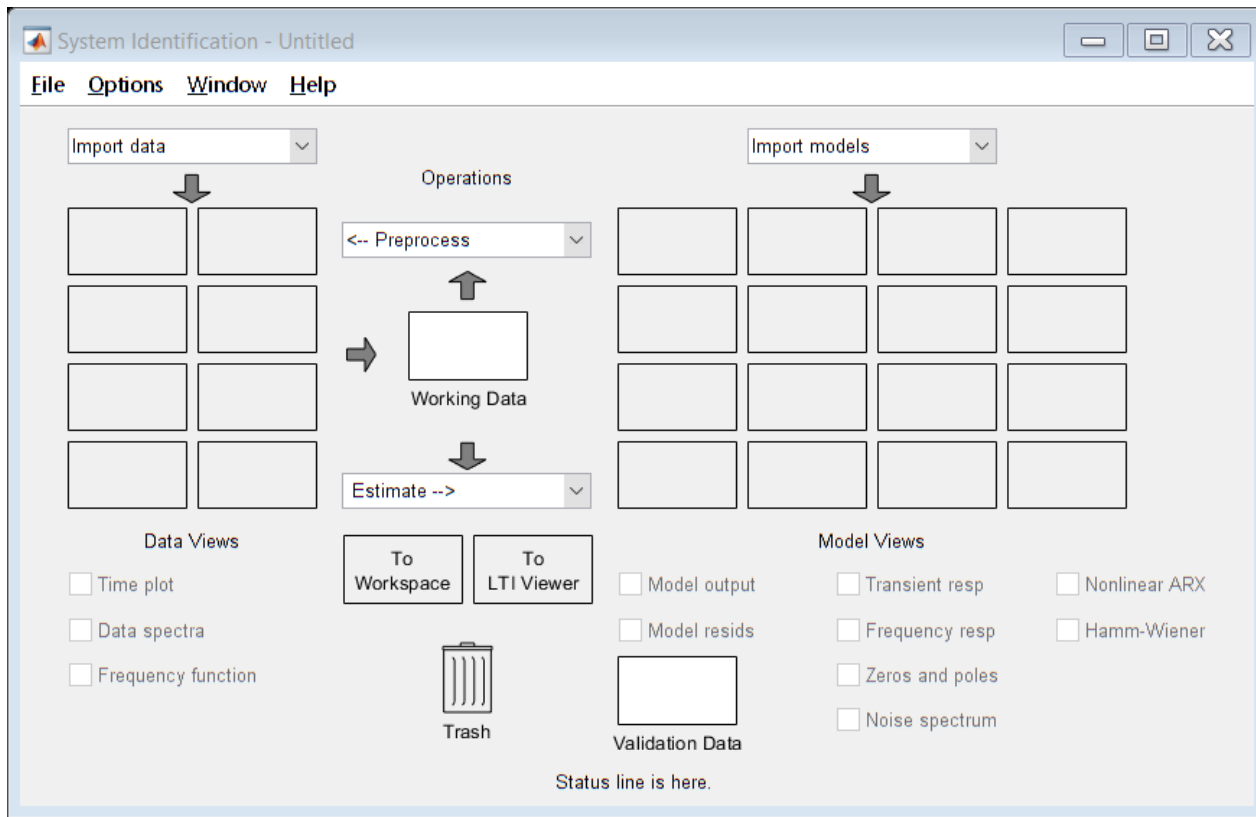 System Identification - Untitled
File Options Window Help
Import data
Import models
Operations
<-- Preprocess
Working Data
Estimate -->
Data Views
Time plot
Data spectra
Frequency function
To
Workspace
To
LTI Viewer
Trash
Model Views
Model output
Transient resp
Nonlinear ARX
Model resids
Frequency resp
Hamm-Wiener
Zeros and poles
Noise spectrum
Validation Data
Status line is here.